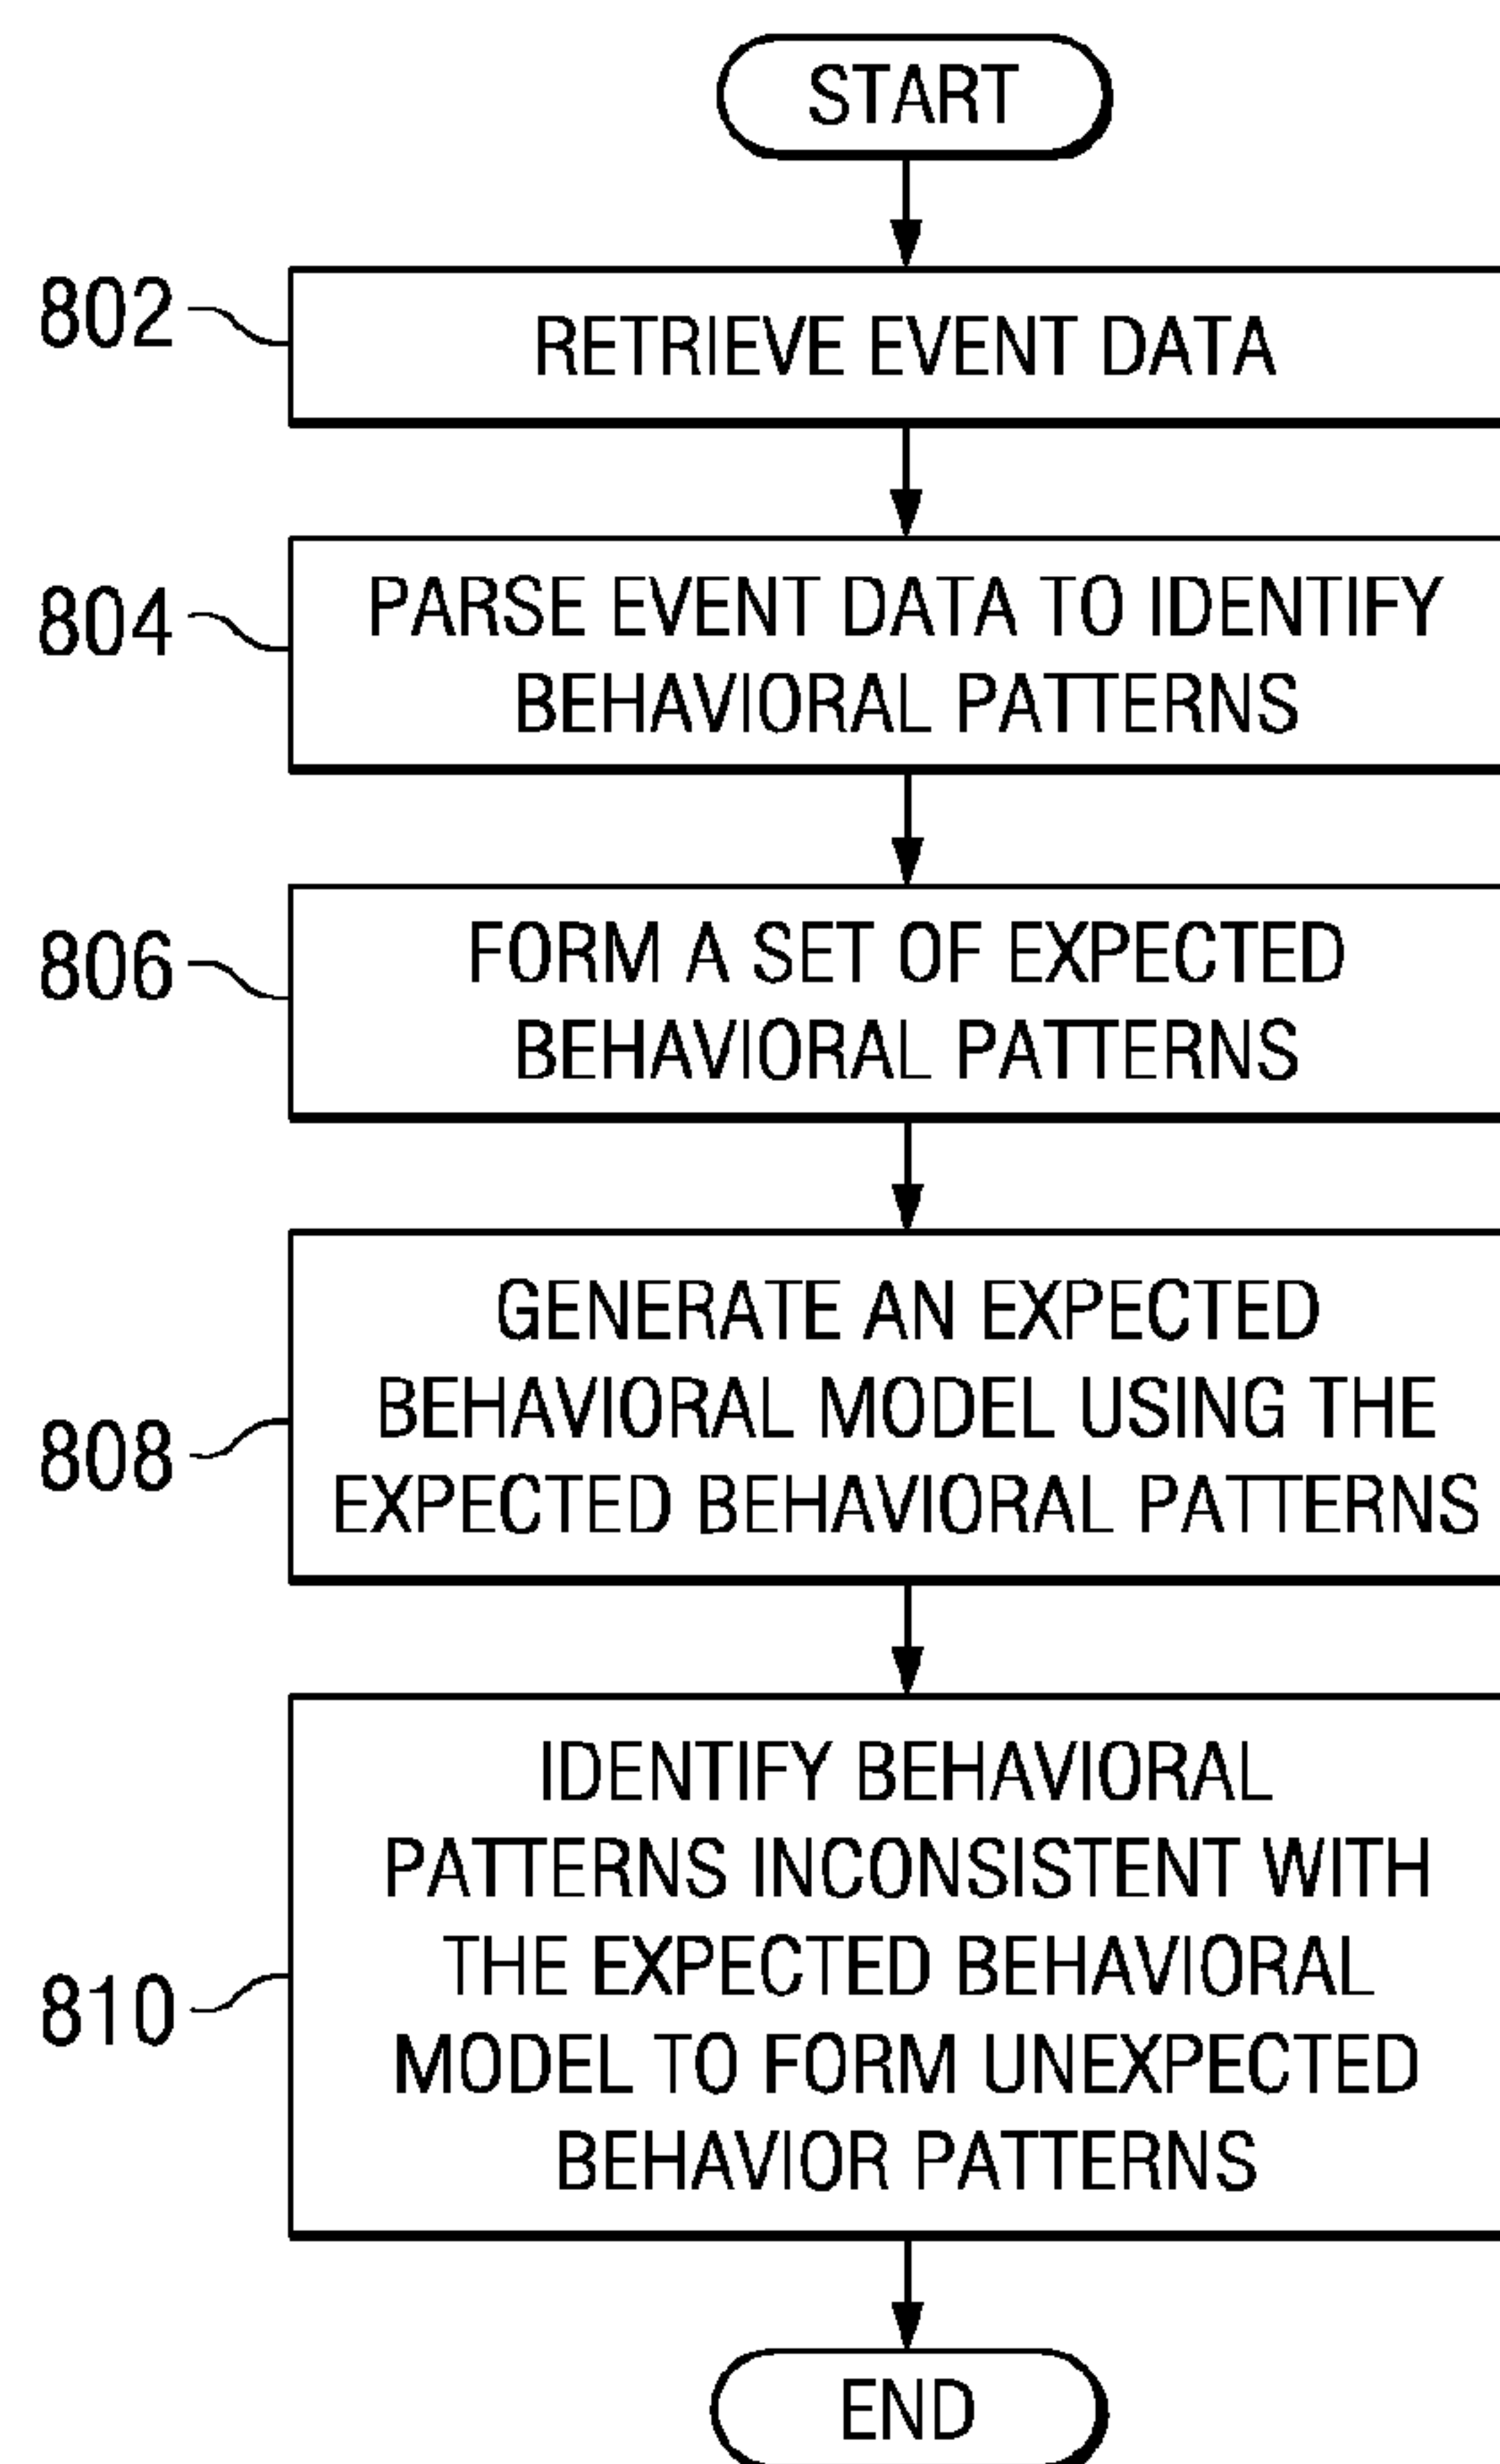 START
802
RETRIEVE EVENT DATA
804
PARSE EVENT DATA TO IDENTIFY
BEHAVIORAL PATTERNS
806
FORM A SET OF EXPECTED
BEHAVIORAL PATTERNS
808
GENERATE AN EXPECTED
BEHAVIORAL MODEL USING THE
EXPECTED BEHAVIORAL PATTERNS
810
IDENTIFY BEHAVIORAL
PATTERNS INCONSISTENT WITH
THE EXPECTED BEHAVIORAL
MODEL TO FORM UNEXPECTED
BEHAVIOR PATTERNS
END